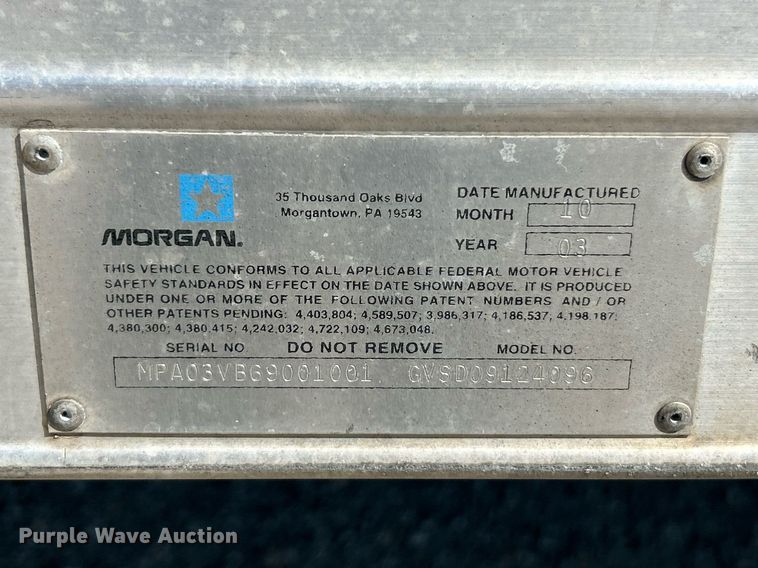 MORGAN.
35 Thousand Oaks Blvd
Morgantown, PA 19543
DATE MANUFACTURED
MONTH 10
YEAR 03
THIS VEHICLE CONFORMS TO ALL APPLICABLE FEDERAL MOTOR VEHICLE
SAFETY STANDARDS IN EFFECT ON THE DATE SHOWN ABOVE. IT IS PRODUCED
UNDER ONE OR MORE OF THE FOLLOWING PATENT NUMBERS AND / OR
OTHER PATENTS PENDING: 4,403,804; 4,589,507; 3,986,317; 4,186,537; 4,198,187;
4,380,300; 4,380,415; 4,242,032; 4,722,109; 4,673,048.
SERIAL NO. DO NOT REMOVE MODEL NO.
MPA03VB69001001 GVSD09124096
Purple Wave Auction